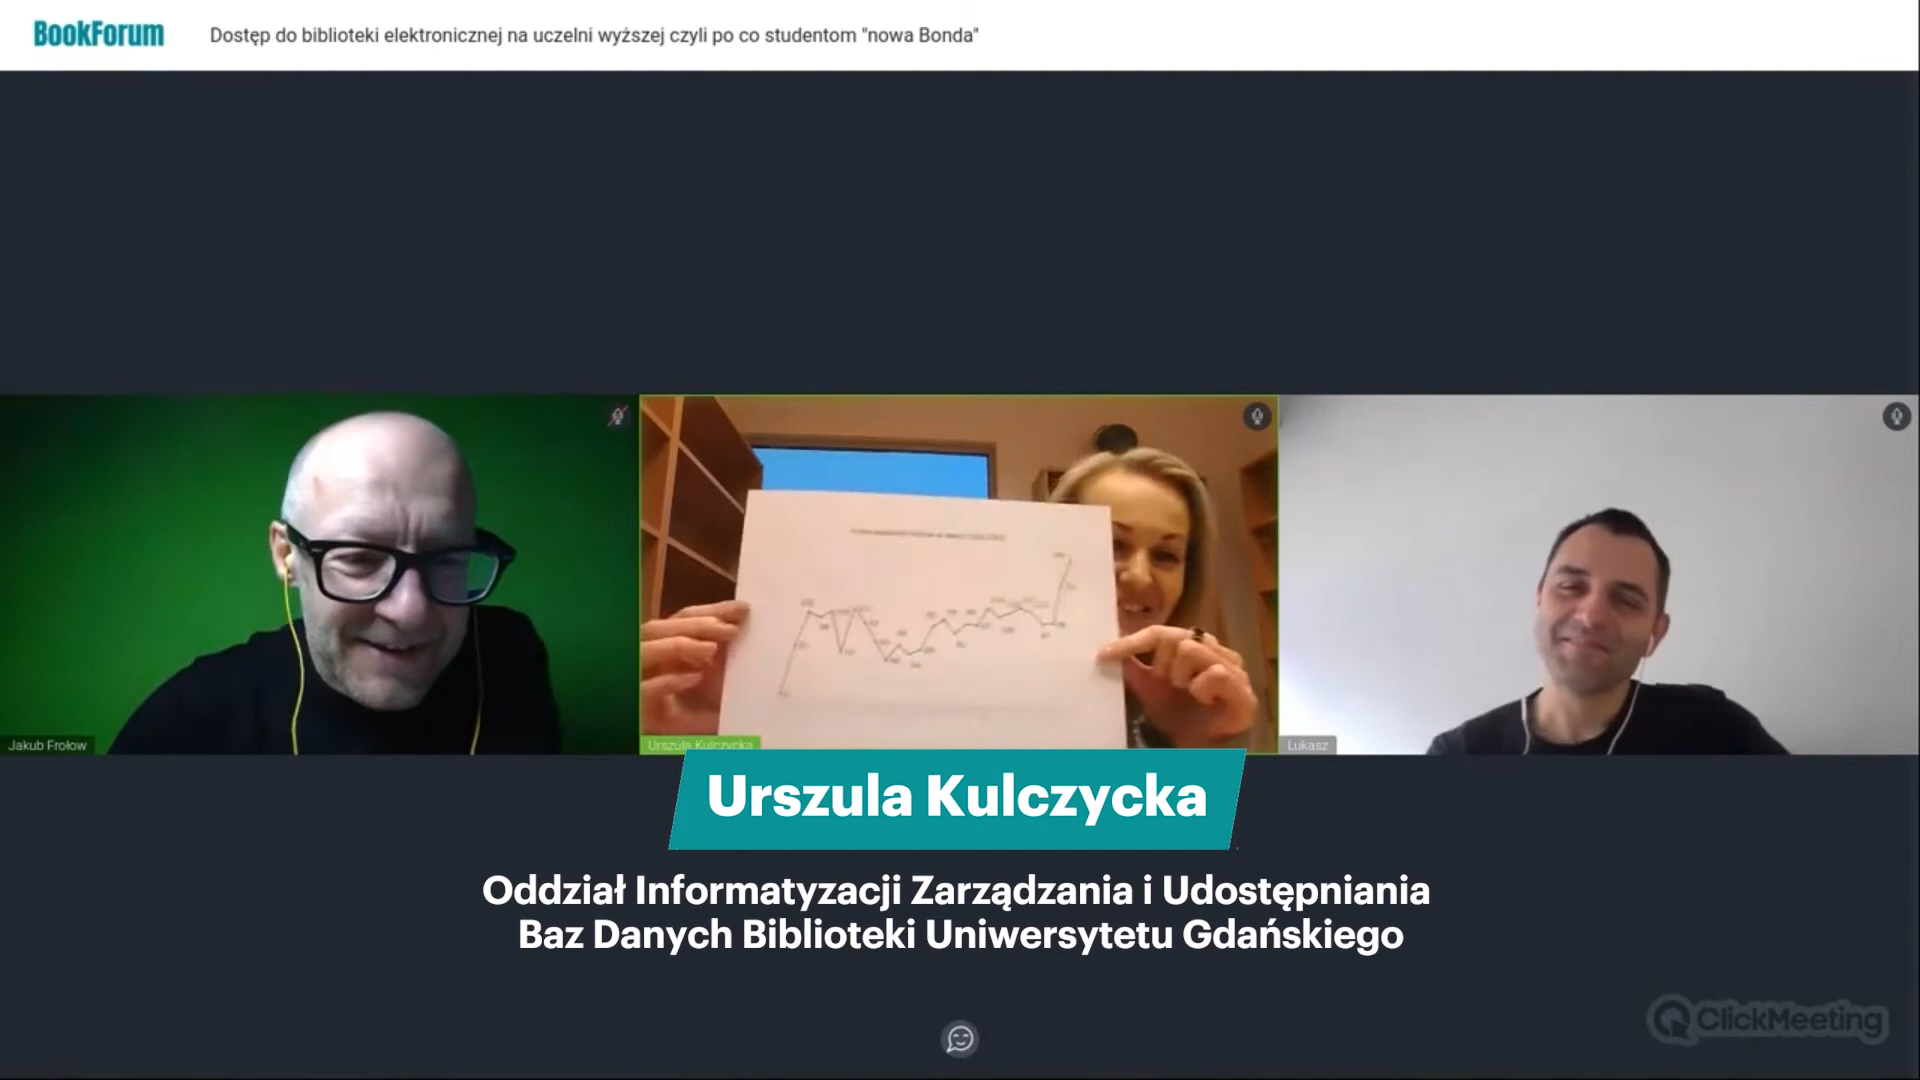 BookForum
Dostęp do biblioteki elektronicznej na uczelni wyższej czyli po co studentom "nowa Bonda"
Jakub Frołow
Urszula Kulczycka
Lukasz
Urszula Kulczycka
Oddział Informatyzacji Zarządzania i Udostępniania
Baz Danych Biblioteki Uniwersytetu Gdańskiego
ClickMeeting